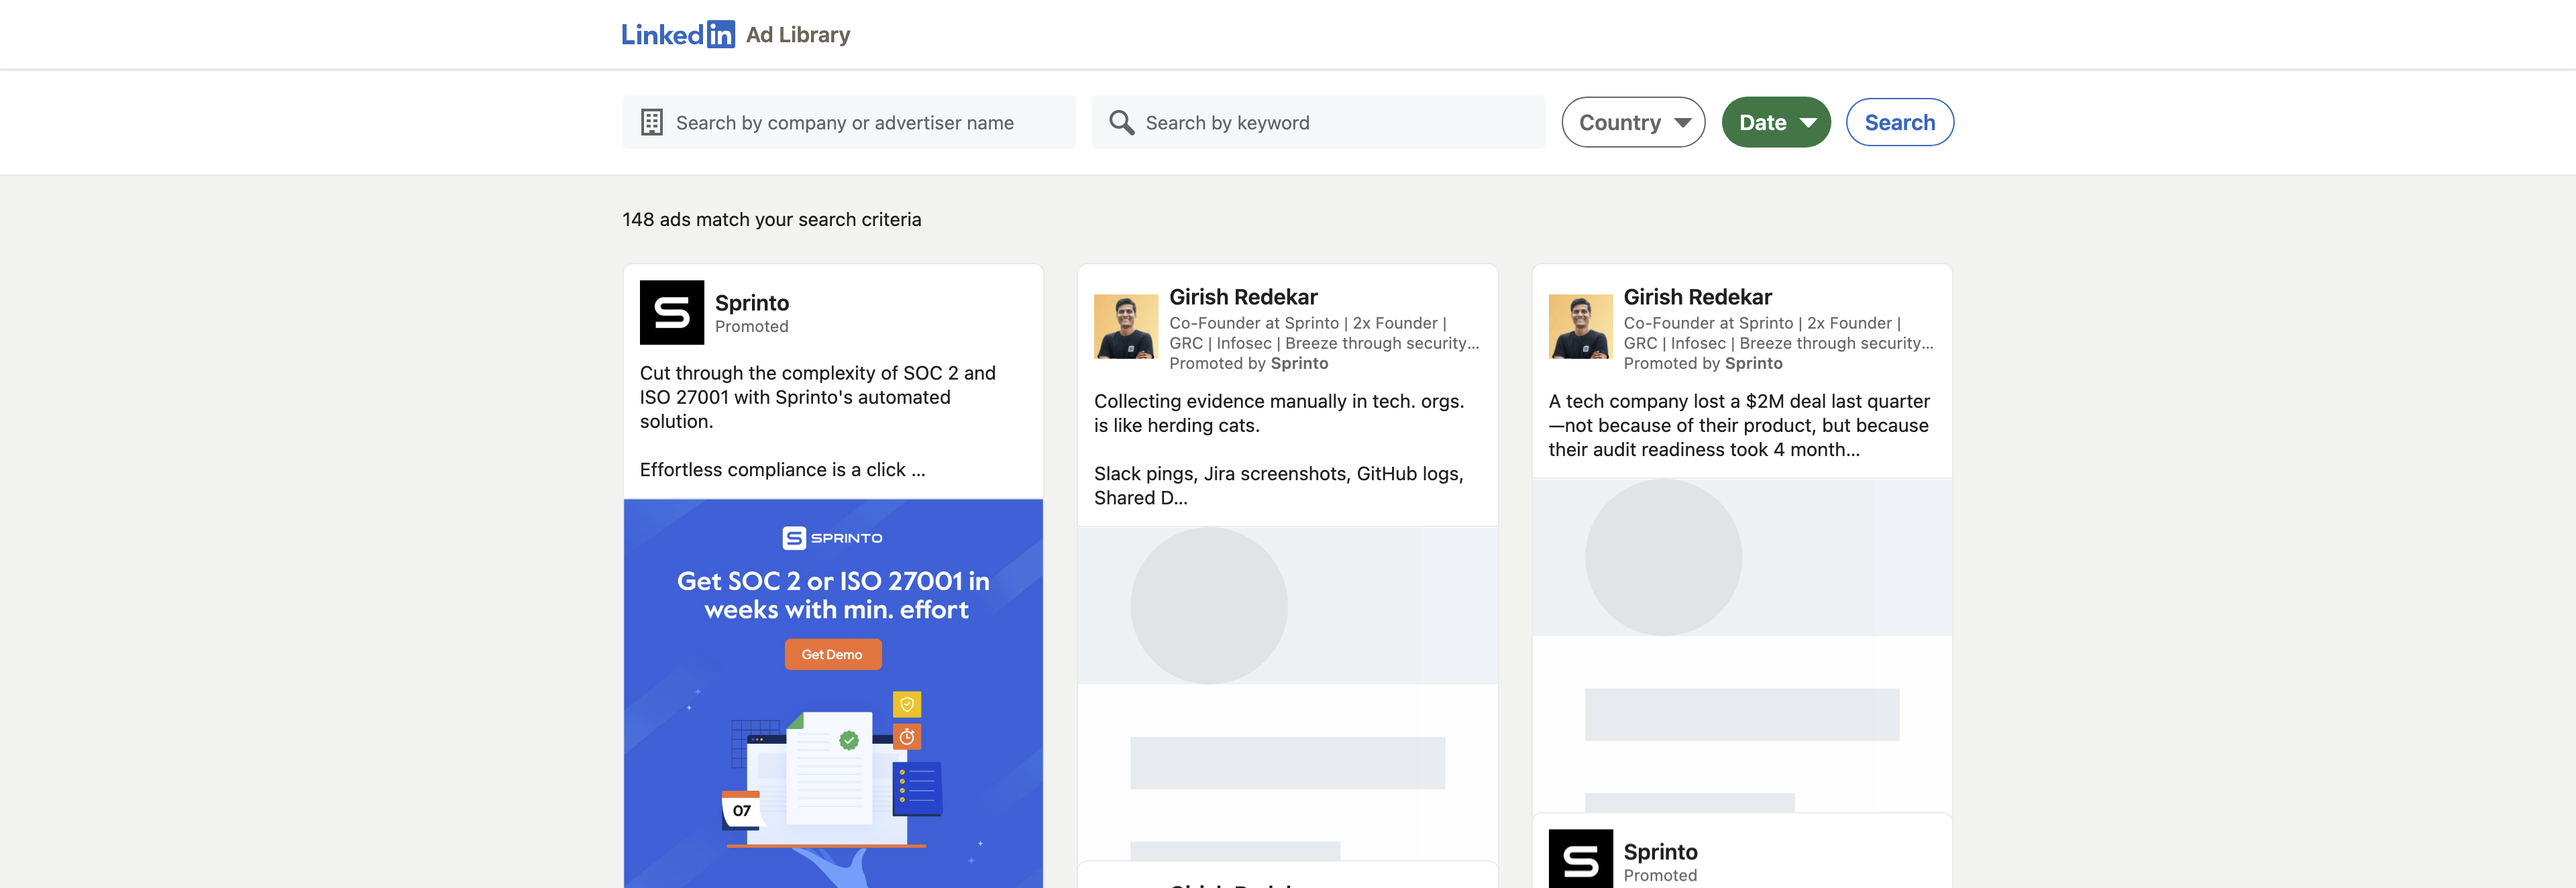 Linked in Ad Library
Search by company or advertiser name
Search by keyword
Country
Date
Search
148 ads match your search criteria
Sprinto
Promoted
Cut through the complexity of SOC 2 and
ISO 27001 with Sprinto's automated
solution.
Effortless compliance is a click ...
SPRINTO
Get SOC 2 or ISO 27001 in
weeks with min. effort
Get Demo
07
Girish Redekar
Co-Founder at Sprinto | 2x Founder |
GRC | Infosec | Breeze through security...
Promoted by Sprinto
Collecting evidence manually in tech. orgs.
is like herding cats.
Slack pings, Jira screenshots, GitHub logs,
Shared D...
Girish Redekar
Co-Founder at Sprinto | 2x Founder |
GRC | Infosec | Breeze through security...
Promoted by Sprinto
A tech company lost a $2M deal last quarter
—not because of their product, but because
their audit readiness took 4 month...
Sprinto
Promoted